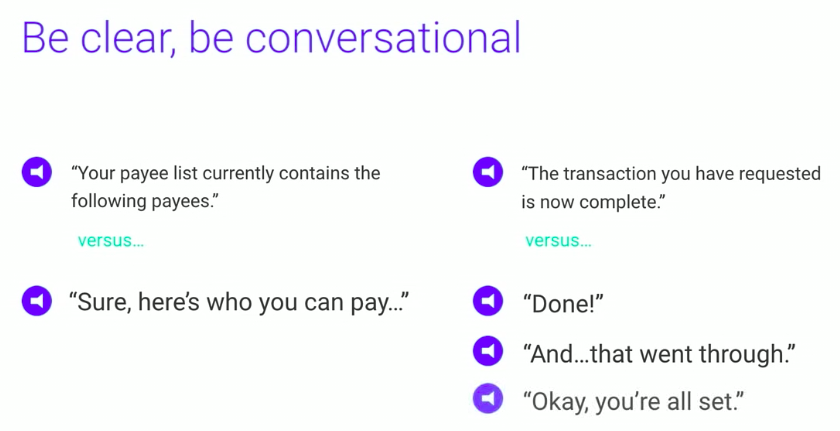 Be clear, be conversational
“Your payee list currently contains the
following payees.”
versus...
“Sure, here’s who you can pay...”
“The transaction you have requested
is now complete.”
versus...
“Done!”
“And...that went through.”
“Okay, you’re all set.”